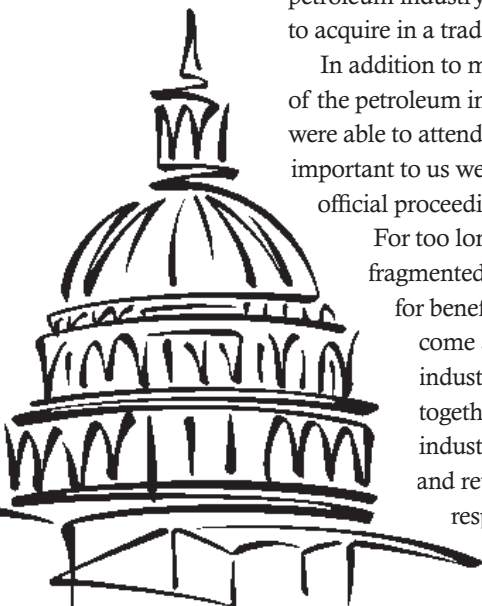 petroleum industry
to acquire in a trad
In addition to m
of the petroleum in
were able to attend
important to us we
official proceedi
For too lon
fragmented
for benef
come
indust
togeth
indust
and re
resp